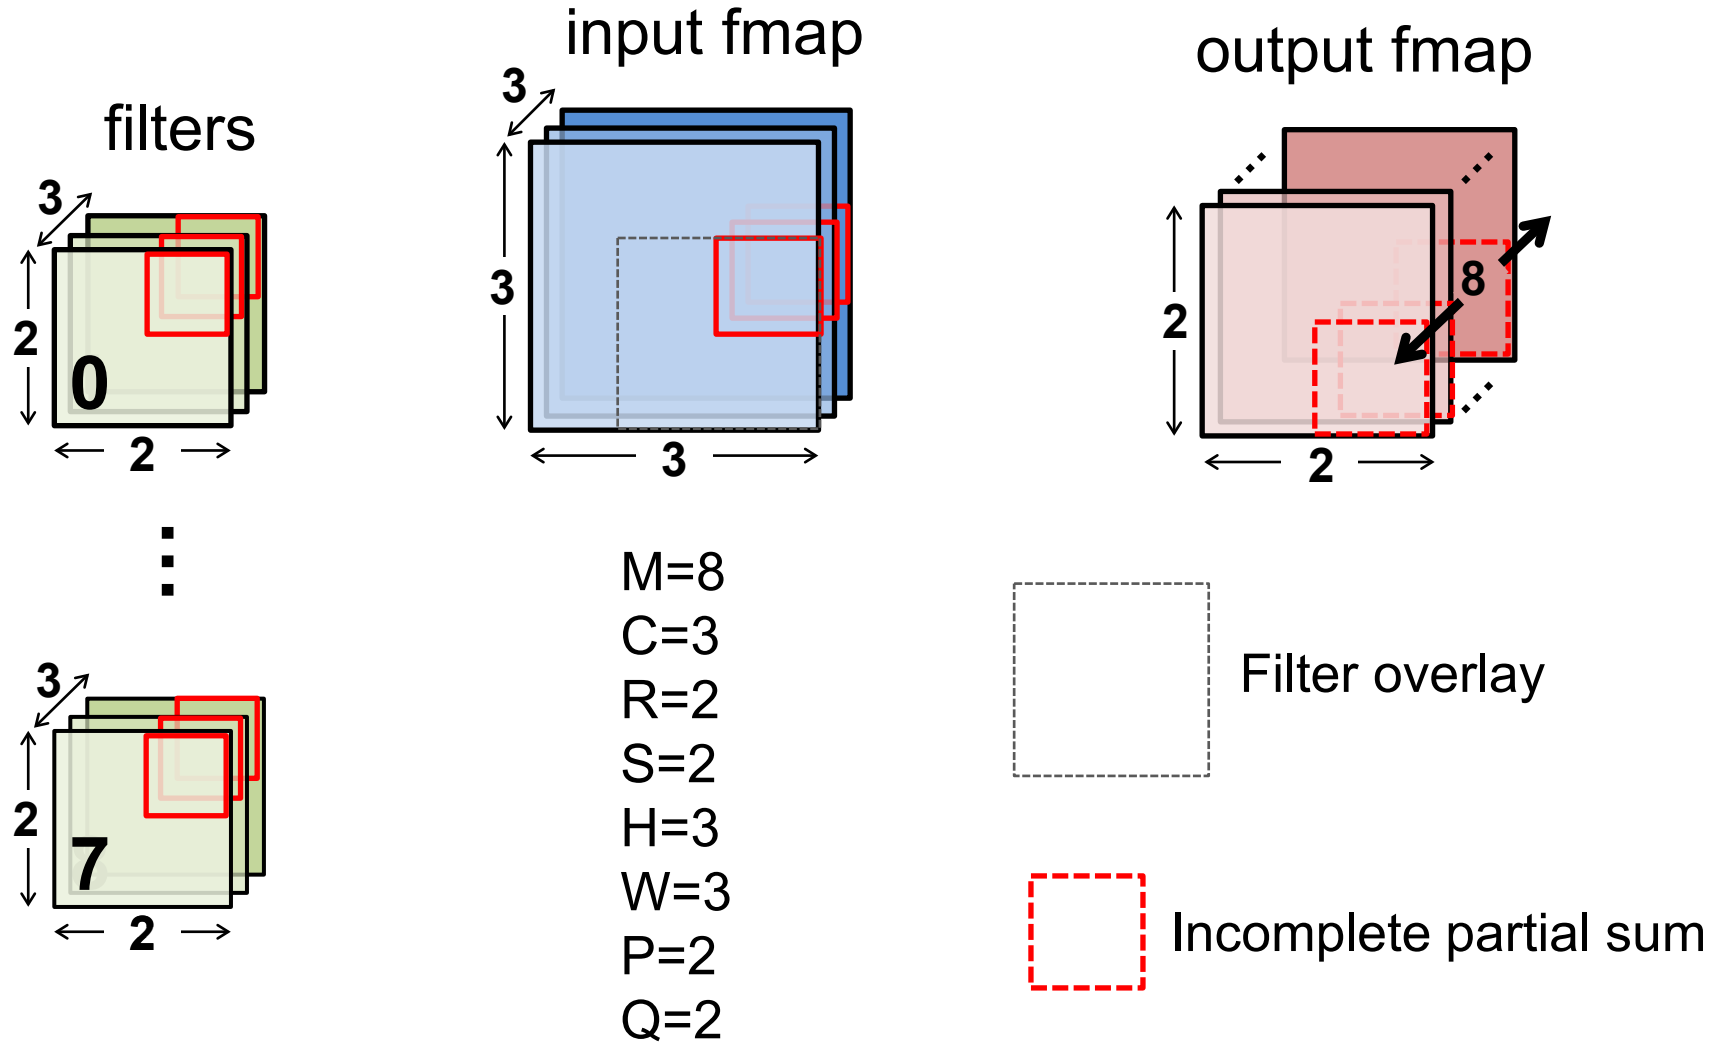 input fmap
output fmap
filters
3
3
2
0
2
3
3
3
8
2
2
M=8
C=3
R=2
S=2
H=3
W=3
P=2
Q=2
3
2
7
2
Filter overlay
Incomplete partial sum